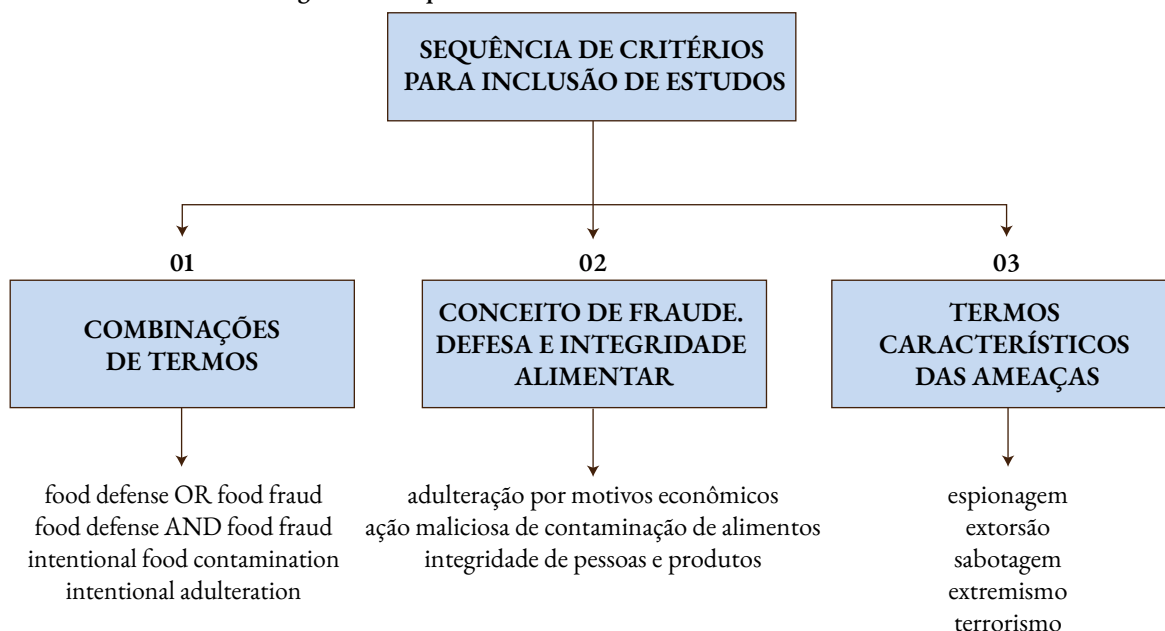 SEQUÊNCIA DE CRITÉRIOS
PARA INCLUSÃO DE ESTUDOS
01
COMBINAÇÕES
DE TERMOS
food defense OR food fraud
food defense AND food fraud
intentional food contamination
intentional adulteration
02
CONCEITO DE FRAUDE.
DEFESA E INTEGRIDADE
ALIMENTAR
adulteração por motivos econômicos
ação maliciosa de contaminação de alimentos
integridade de pessoas e produtos
03
TERMOS
CARACTERÍSTICOS
DAS AMEAÇAS
espionagem
extorsão
sabotagem
extremismo
terrorismo